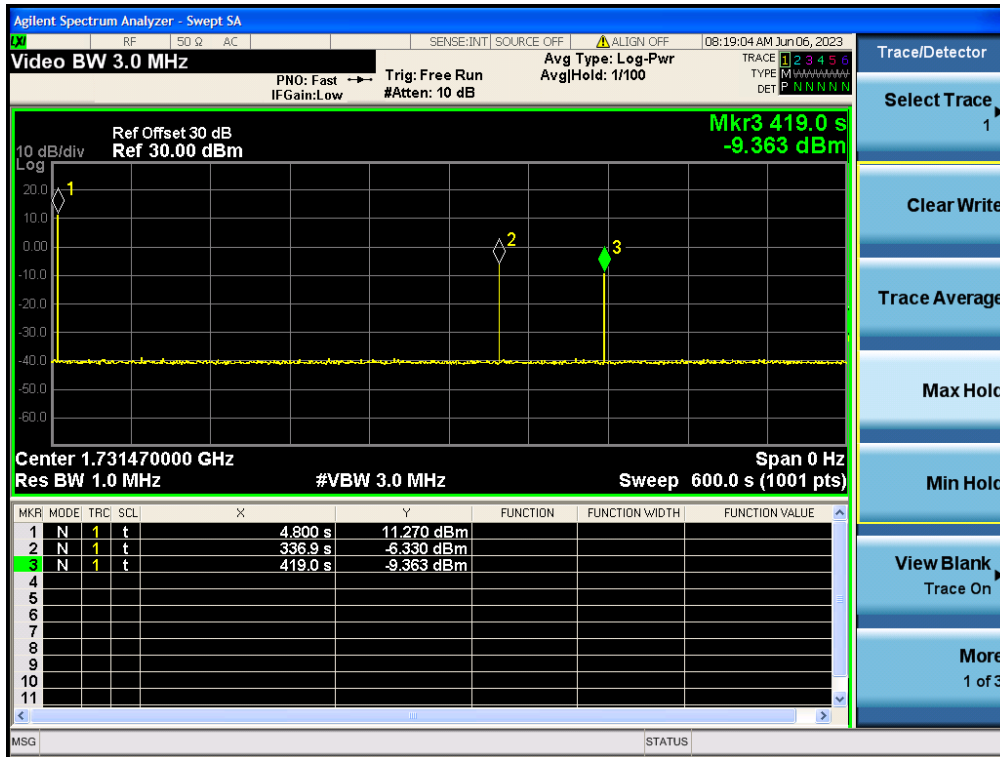 Agilent Spectrum Analyzer - Swept SA
LXI RF 50 Ω AC SENSE:INT SOURCE OFF ALIGN OFF 08:19:04 AM Jun 06, 2023
Video BW 3.0 MHz
PNO: Fast
IFGain:Low
Trig: Free Run
#Atten: 10 dB
Avg Type: Log-Pwr
Avg|Hold: 1/100
TRACE 1 2 3 4 5 6
TYPE M
DET P N N N N N
Mkr3 419.0 s
-9.363 dBm
Ref Offset 30 dB
10 dB/div Ref 30.00 dBm
Log
20.0
10.0
0.00
-10.0
-20.0
-30.0
-40.0
-50.0
-60.0
1
2
3
Center 1.731470000 GHz Span 0 Hz
Res BW 1.0 MHz #VBW 3.0 MHz Sweep 600.0 s (1001 pts)
MKR MODE TRC SCL X Y FUNCTION FUNCTION WIDTH FUNCTION VALUE
1 N 1 t 4.800 s 11.270 dBm
2 N 1 t 336.9 s -6.330 dBm
3 N 1 t 419.0 s -9.363 dBm
4
5
6
7
8
9
10
11
MSG STATUS
Trace/Detector
Select Trace
1
Clear Write
Trace Average
Max Hold
Min Hold
View Blank
Trace On
More
1 of 3